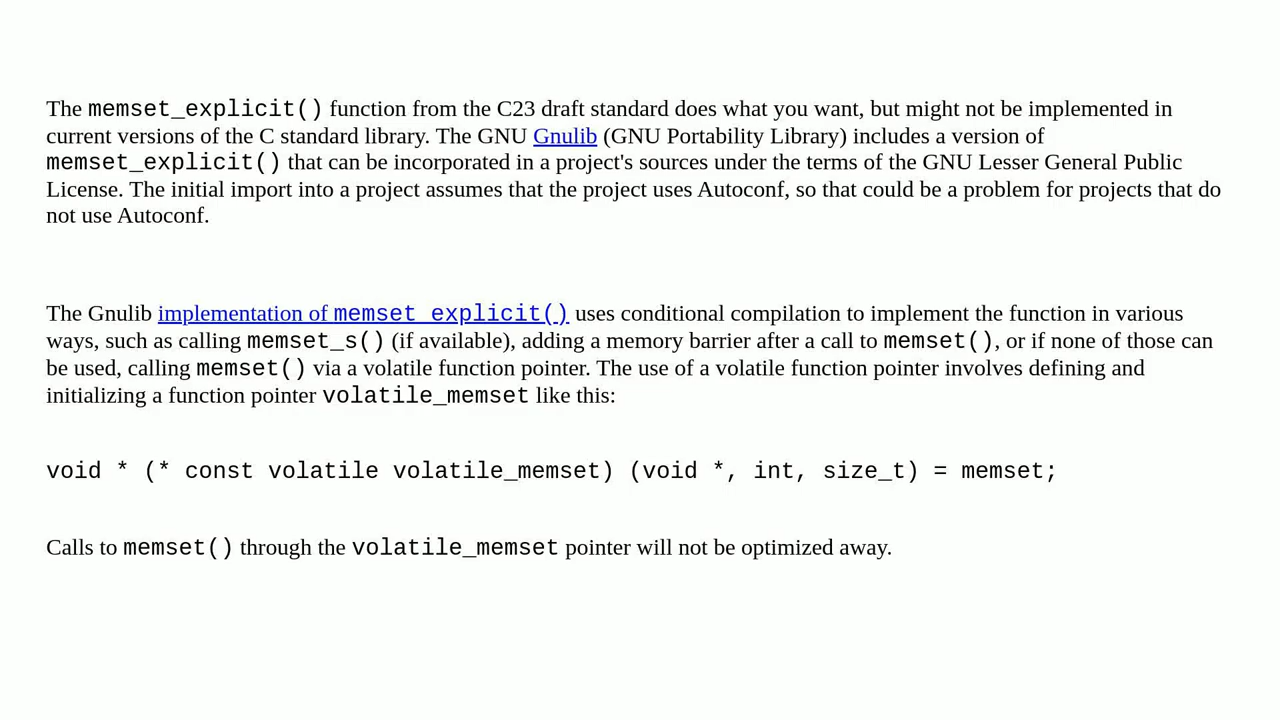 The memset_explicit() function from the C23 draft standard does what you want, but might not be implemented in
current versions of the C standard library. The GNU Gnulib (GNU Portability Library) includes a version of
memset_explicit() that can be incorporated in a project's sources under the terms of the GNU Lesser General Public
License. The initial import into a project assumes that the project uses Autoconf, so that could be a problem for projects that do
not use Autoconf.
The Gnulib implementation of memset_explicit() uses conditional compilation to implement the function in various
ways, such as calling memset_s() (if available), adding a memory barrier after a call to memset(), or if none of those can
be used, calling memset() via a volatile function pointer. The use of a volatile function pointer involves defining and
initializing a function pointer volatile_memset like this:
void * (* const volatile volatile_memset) (void *, int, size_t) = memset;
Calls to memset() through the volatile_memset pointer will not be optimized away.